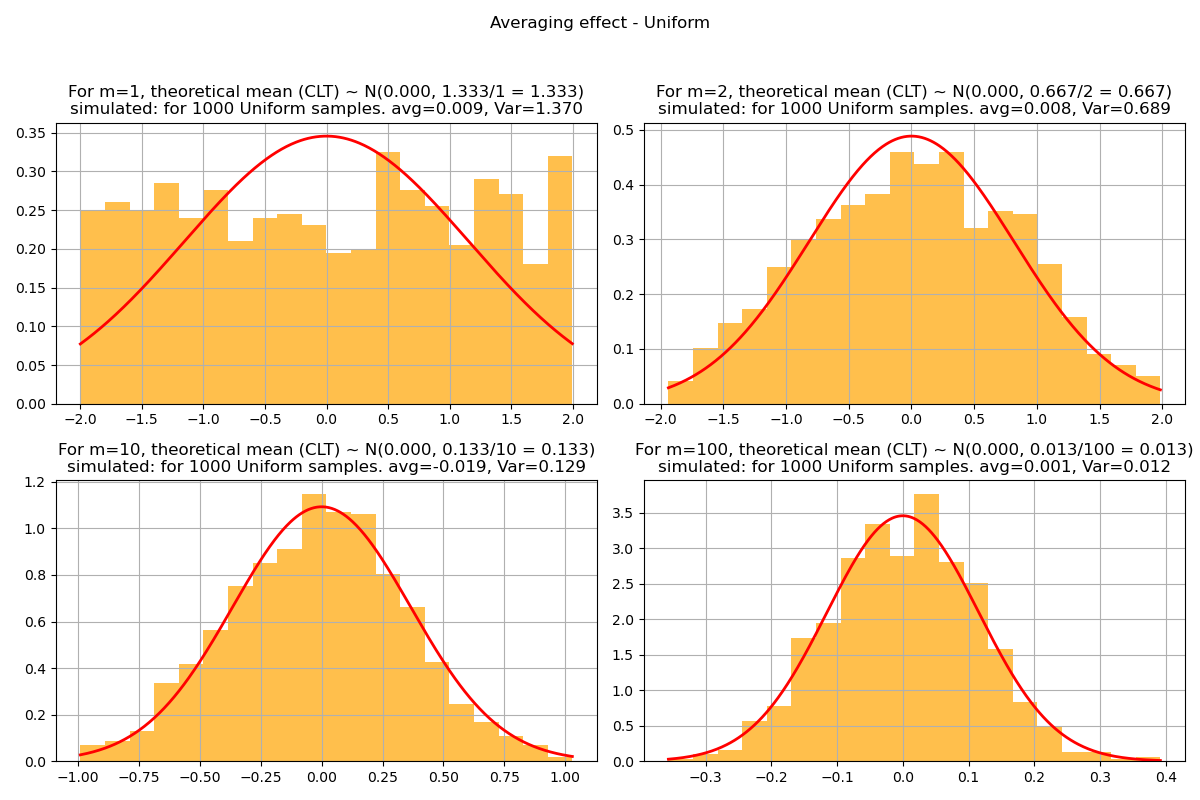 Averaging effect - Uniform
For m=1, theoretical mean (CLT) ~ N(0.000, 1.333/1 = 1.333)
simulated: for 1000 Uniform samples. avg=0.009, Var=1.370
0.35
0.30
0.25
0.20
0.15
0.10
0.05
0.00
−2.0 −1.5 −1.0 −0.5 0.0 0.5 1.0 1.5 2.0
For m=2, theoretical mean (CLT) ~ N(0.000, 0.667/2 = 0.667)
simulated: for 1000 Uniform samples. avg=0.008, Var=0.689
0.5
0.4
0.3
0.2
0.1
0.0
−2.0 −1.5 −1.0 −0.5 0.0 0.5 1.0 1.5 2.0
For m=10, theoretical mean (CLT) ~ N(0.000, 0.133/10 = 0.133)
simulated: for 1000 Uniform samples. avg=-0.019, Var=0.129
1.2
1.0
0.8
0.6
0.4
0.2
0.0
−1.00 −0.75 −0.50 −0.25 0.00 0.25 0.50 0.75 1.00
For m=100, theoretical mean (CLT) ~ N(0.000, 0.013/100 = 0.013)
simulated: for 1000 Uniform samples. avg=0.001, Var=0.012
3.5
3.0
2.5
2.0
1.5
1.0
0.5
0.0
−0.3 −0.2 −0.1 0.0 0.1 0.2 0.3 0.4